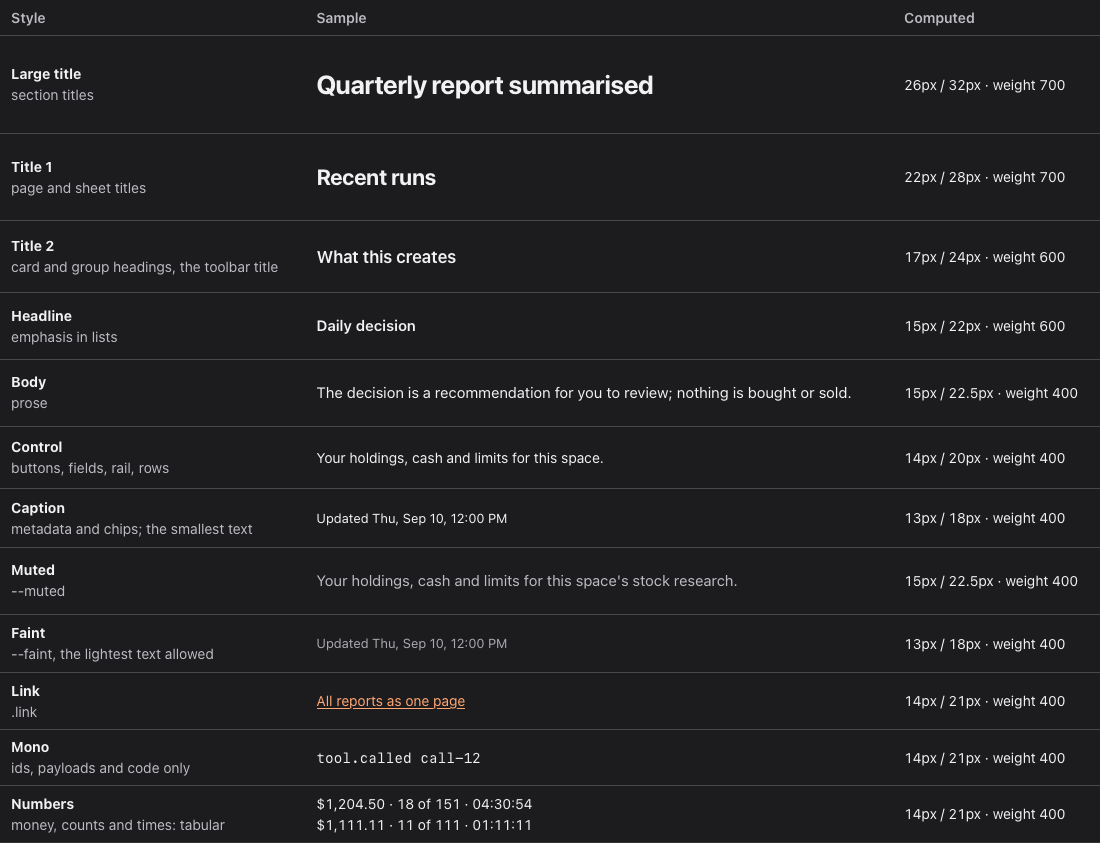 Style Sample Computed
Large title
section titles
Quarterly report summarised
26px / 32px · weight 700
Title 1
page and sheet titles
Recent runs
22px / 28px · weight 700
Title 2
card and group headings, the toolbar title
What this creates
17px / 24px · weight 600
Headline
emphasis in lists
Daily decision
15px / 22px · weight 600
Body
prose
The decision is a recommendation for you to review; nothing is bought or sold.
15px / 22.5px · weight 400
Control
buttons, fields, rail, rows
Your holdings, cash and limits for this space.
14px / 20px · weight 400
Caption
metadata and chips; the smallest text
Updated Thu, Sep 10, 12:00 PM
13px / 18px · weight 400
Muted
--muted
Your holdings, cash and limits for this space's stock research.
15px / 22.5px · weight 400
Faint
--faint, the lightest text allowed
Updated Thu, Sep 10, 12:00 PM
13px / 18px · weight 400
Link
.link
All reports as one page
14px / 21px · weight 400
Mono
ids, payloads and code only
tool.called call-12
14px / 21px · weight 400
Numbers
money, counts and times: tabular
$1,204.50 · 18 of 151 · 04:30:54
$1,111.11 · 11 of 111 · 01:11:11
14px / 21px · weight 400